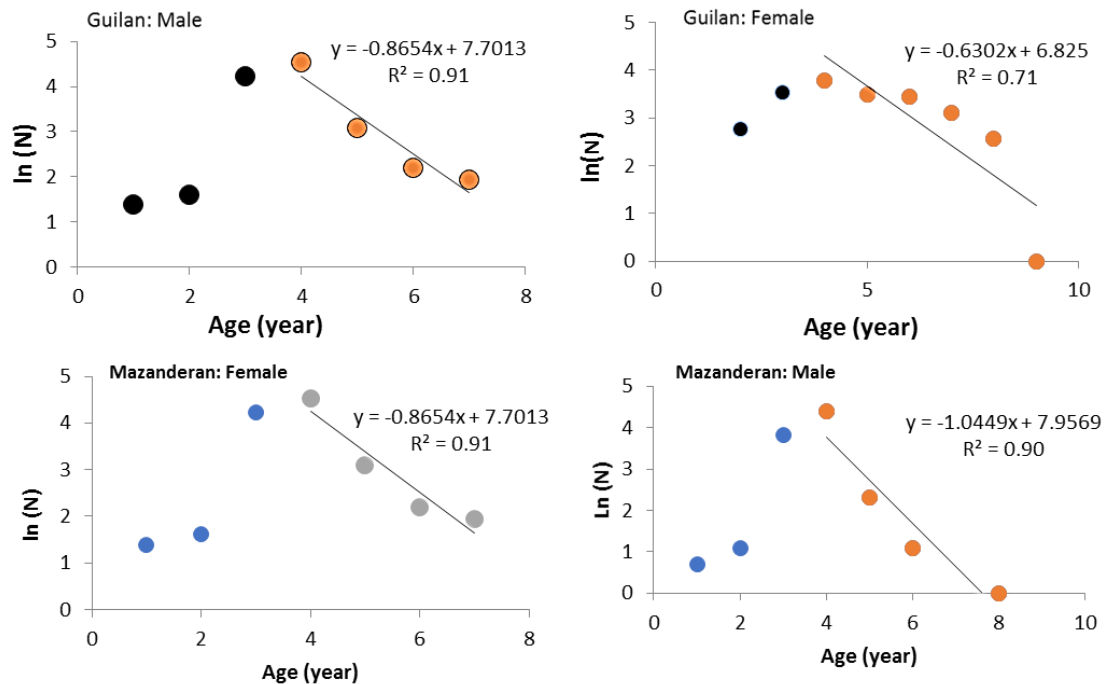 Guilan: Male
y = -0.8654x + 7.7013
R² = 0.91
ln (N)
5
4
3
2
1
0
0 2 4 6 8
Age (year)
Guilan: Female
y = -0.6302x + 6.825
R² = 0.71
ln(N)
5
4
3
2
1
0
0 5 10
Age (year)
Mazanderan: Female
y = -0.8654x + 7.7013
R² = 0.91
ln (N)
5
4
3
2
1
0
0 2 4 6 8
Age (year)
Mazanderan: Male
y = -1.0449x + 7.9569
R² = 0.90
Ln (N)
5
4
3
2
1
0
0 2 4 6 8 10
Age (year)